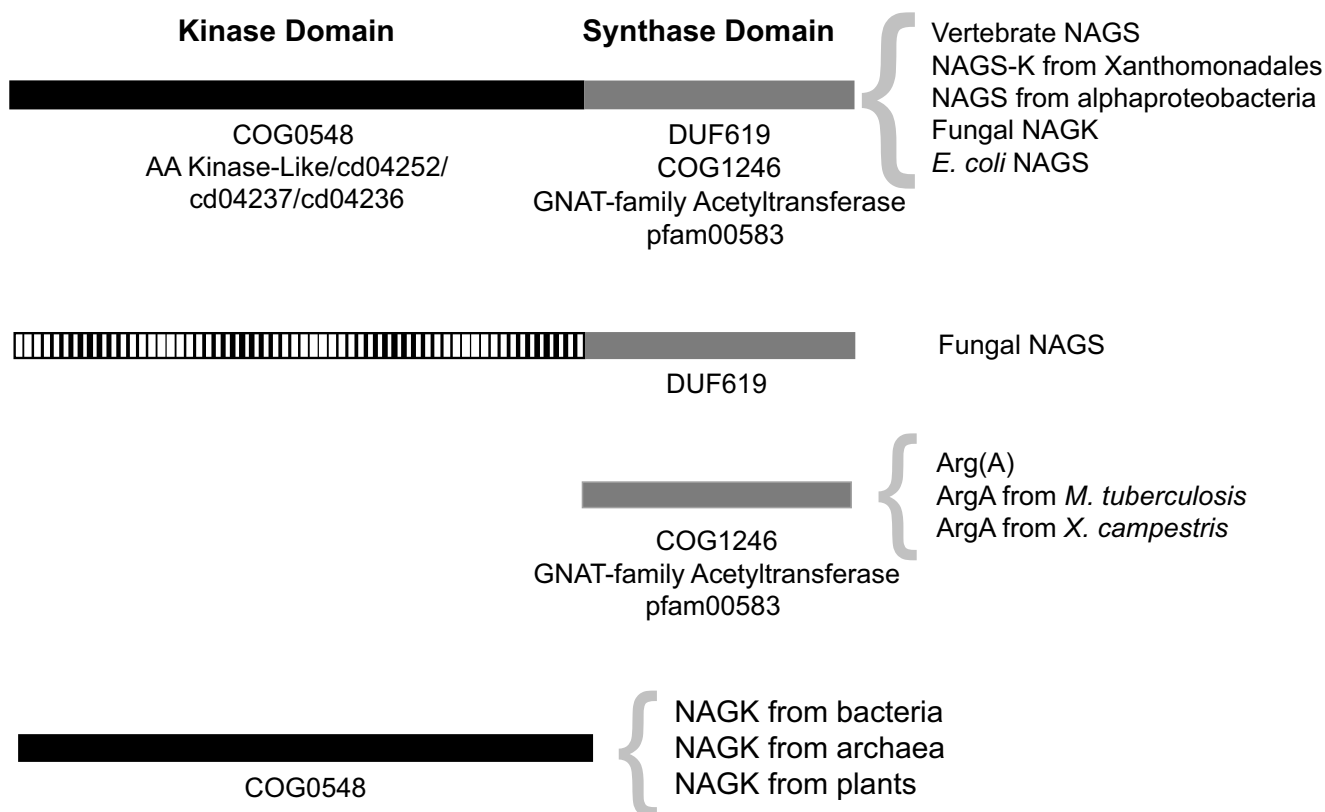 Kinase Domain
Synthase Domain
COG0548
AA Kinase-Like/cd04252/
cd04237/cd04236
DUF619
COG1246
GNAT-family Acetyltransferase
pfam00583
Vertebrate NAGS
NAGS-K from Xanthomonadales
NAGS from alphaproteobacteria
Fungal NAGK
E. coli NAGS
DUF619
Fungal NAGS
COG1246
GNAT-family Acetyltransferase
pfam00583
Arg(A)
ArgA from M. tuberculosis
ArgA from X. campestris
COG0548
NAGK from bacteria
NAGK from archaea
NAGK from plants